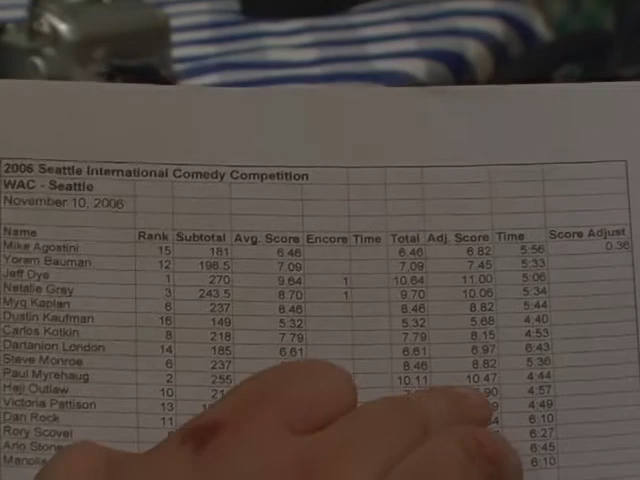 2006 Seattle International Comedy Competition
WAC - Seattle
November 10, 2006
Name Rank Subtotal Avg. Score Encore Time Total Adj. Score Time Score Adjust
Mike Agostini 15 181 6.46 6.46 6.82 5:56 0.36
Yoram Bauman 12 198.5 7.09 7.09 7.45 5:33
Jeff Dye 1 270 9.64 1 10.64 11.00 5:06
Natalie Gray 3 243.5 8.70 1 9.70 10.06 5:34
Myq Kaplan 6 237 8.46 8.46 8.82 5:44
Dustin Kaufman 16 149 5.32 5.32 5.68 4:40
Carlos Kotkin 8 218 7.79 7.79 8.15 4:53
Dartanion London 14 185 6.61 6.61 6.97 6:43
Steve Monroe 6 237 8.46 8.82 5:36
Paul Myrehaug 2 255 10.11 10.47 4:44
Hajji Outlaw 10 4:57
Victoria Pattison 13 4:49
Dan Rock 11 6:10
Rory Scovel 6:27
Arlo Stone 6:45
6:10